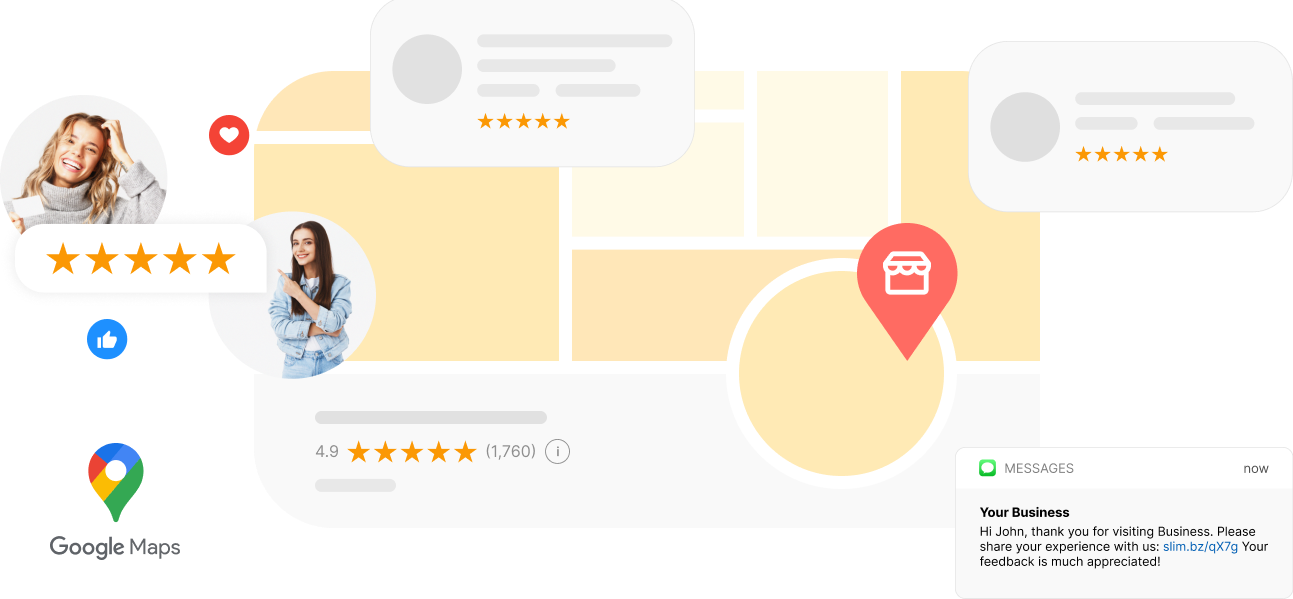 4.9 (1,760) i
Google Maps
MESSAGES now
Your Business
Hi John, thank you for visiting Business. Please
share your experience with us: slim.bz/qX7g Your
feedback is much appreciated!